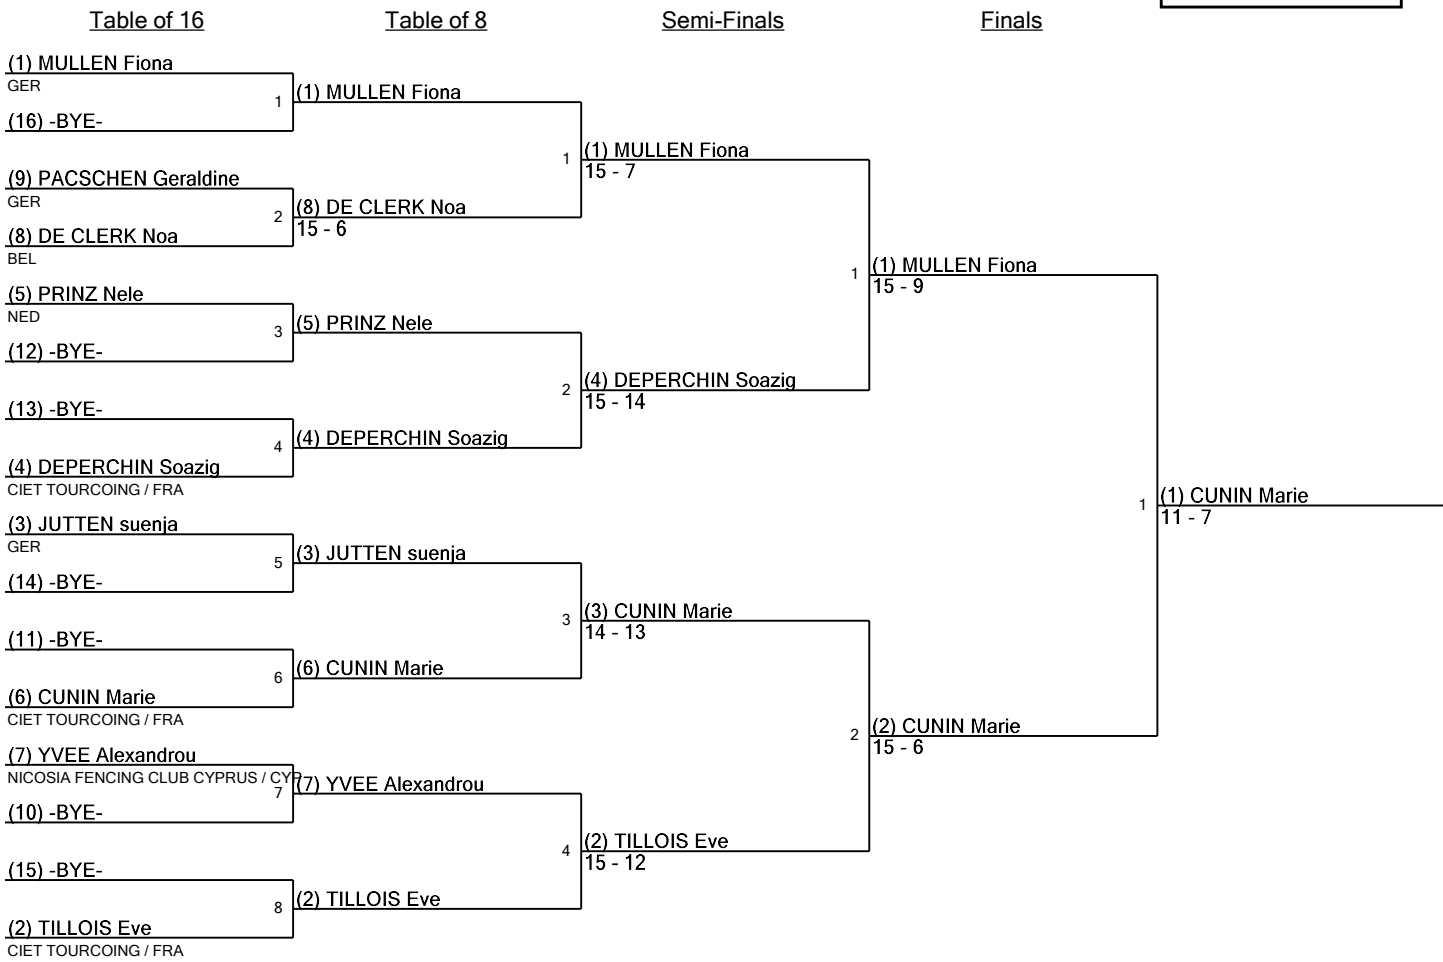 Table of 16
Table of 8
Semi-Finals
Finals
(1) MULLEN Fiona
GER
(16) -BYE-
(9) PACSCHEN Geraldine
GER
(8) DE CLERK Noa
BEL
(5) PRINZ Nele
NED
(12) -BYE-
(13) -BYE-
(4) DEPERCHIN Soazig
CIET TOURCOING / FRA
(3) JUTTEN suenja
GER
(14) -BYE-
(11) -BYE-
(6) CUNIN Marie
CIET TOURCOING / FRA
(7) YVEE Alexandrou
NICOSIA FENCING CLUB CYPRUS / CYP
(10) -BYE-
(15) -BYE-
(2) TILLOIS Eve
CIET TOURCOING / FRA
1
(1) MULLEN Fiona
2
(8) DE CLERK Noa
15 - 6
3
(5) PRINZ Nele
4
(4) DEPERCHIN Soazig
5
(3) JUTTEN suenja
6
(6) CUNIN Marie
7
(7) YVEE Alexandrou
8
(2) TILLOIS Eve
1
(1) MULLEN Fiona
15 - 7
2
(4) DEPERCHIN Soazig
15 - 14
3
(3) CUNIN Marie
14 - 13
4
(2) TILLOIS Eve
15 - 12
1
(1) MULLEN Fiona
15 - 9
2
(2) CUNIN Marie
15 - 6
1
(1) CUNIN Marie
11 - 7